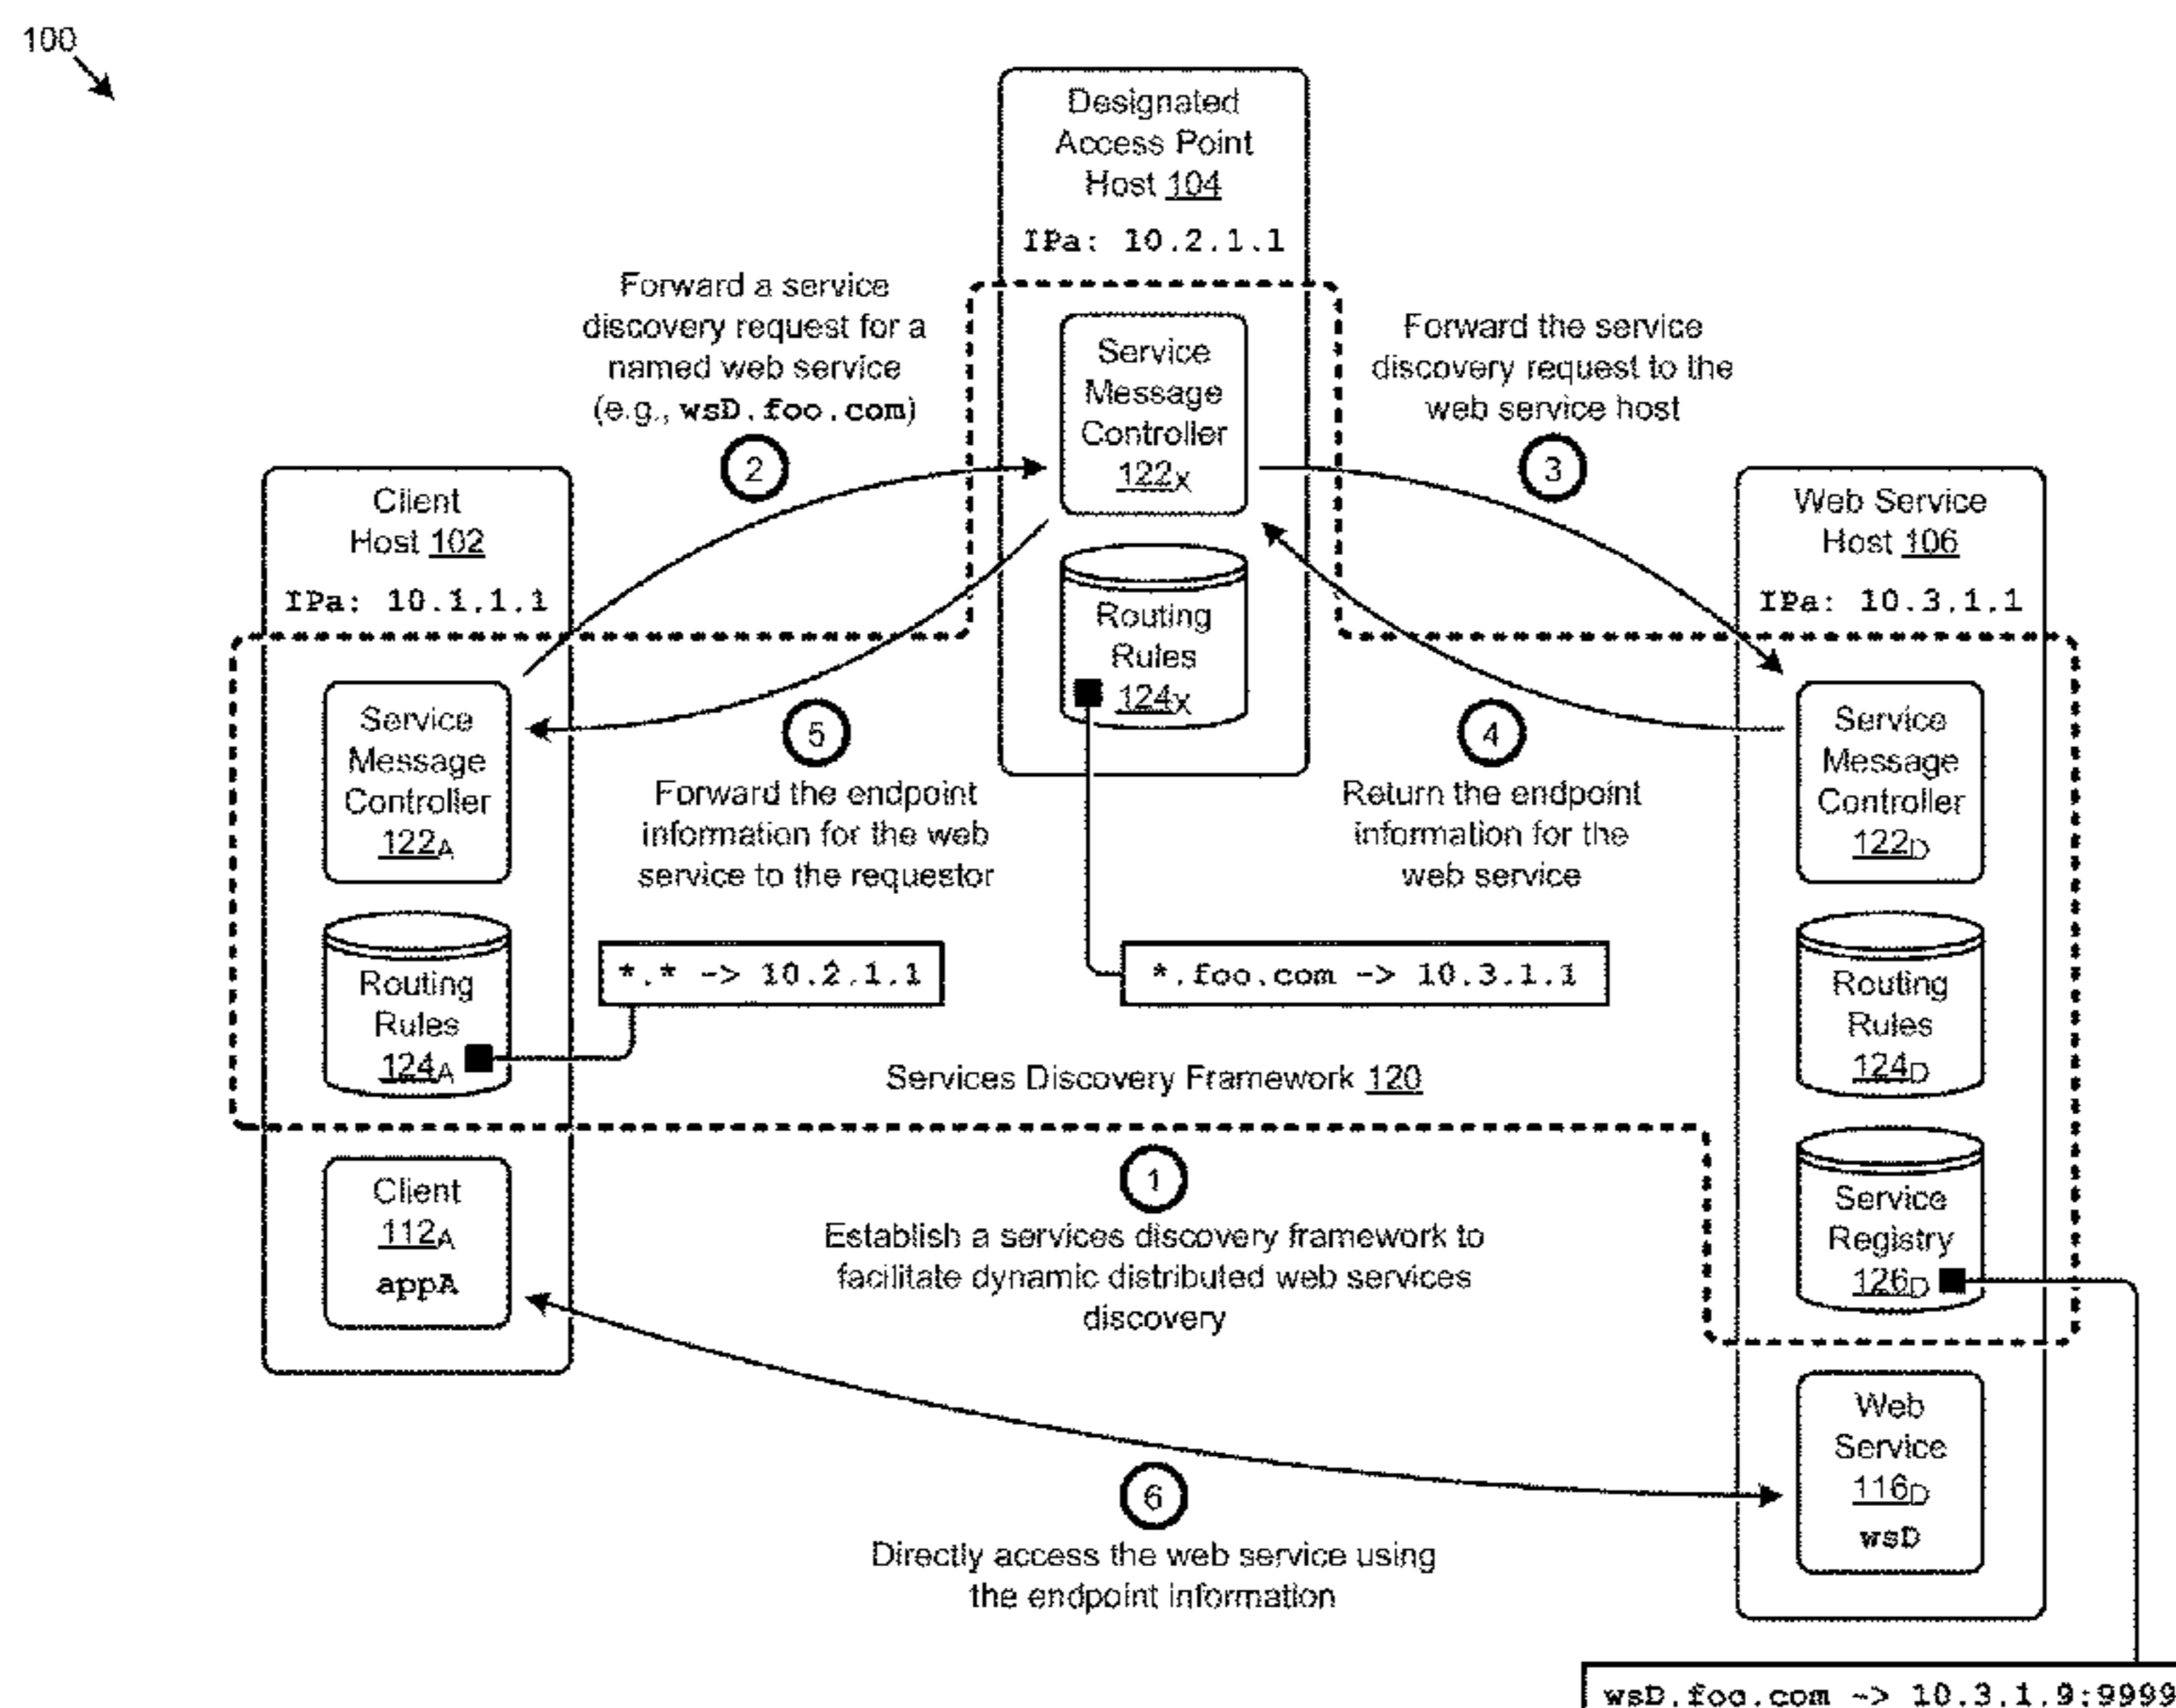 100
Designated
Access Point
Host 104
IPa: 10.2.1.1
Forward a service
discovery request for a
named web service
(e.g., wsD.foo.com)
2
Service
Message
Controller
122X
Forward the service
discovery request to the
web service host
3
Client
Host 102
IPa: 10.1.1.1
Web Service
Host 106
IPa: 10.3.1.1
Routing
Rules
124X
Service
Message
Controller
122A
5
Forward the endpoint
information for the web
service to the requestor
4
Return the endpoint
information for the
web service
Service
Message
Controller
122D
Routing
Rules
124A
*.* -> 10.2.1.1
*.foo.com -> 10.3.1.1
Routing
Rules
124D
Services Discovery Framework 120
1
Establish a services discovery framework to
facilitate dynamic distributed web services
discovery
Client
112A
appA
Service
Registry
126D
6
Directly access the web service using
the endpoint information
Web
Service
116D
wsD
wsD.foo.com -> 10.3.1.9:9999